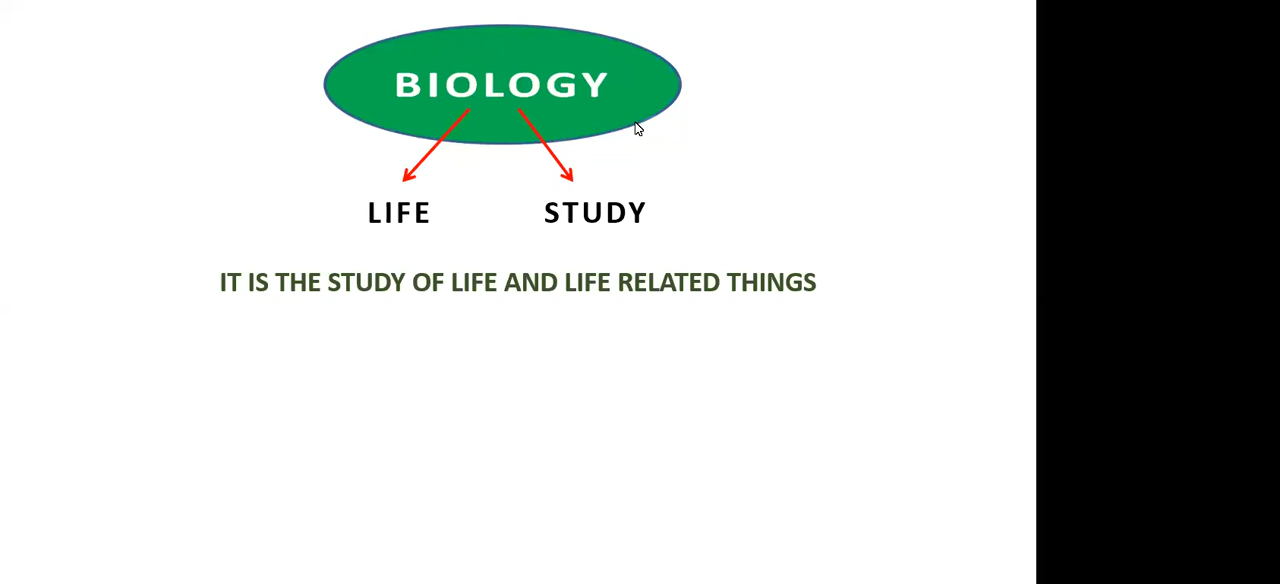 BIOLOGY
LIFE STUDY
IT IS THE STUDY OF LIFE AND LIFE RELATED THINGS